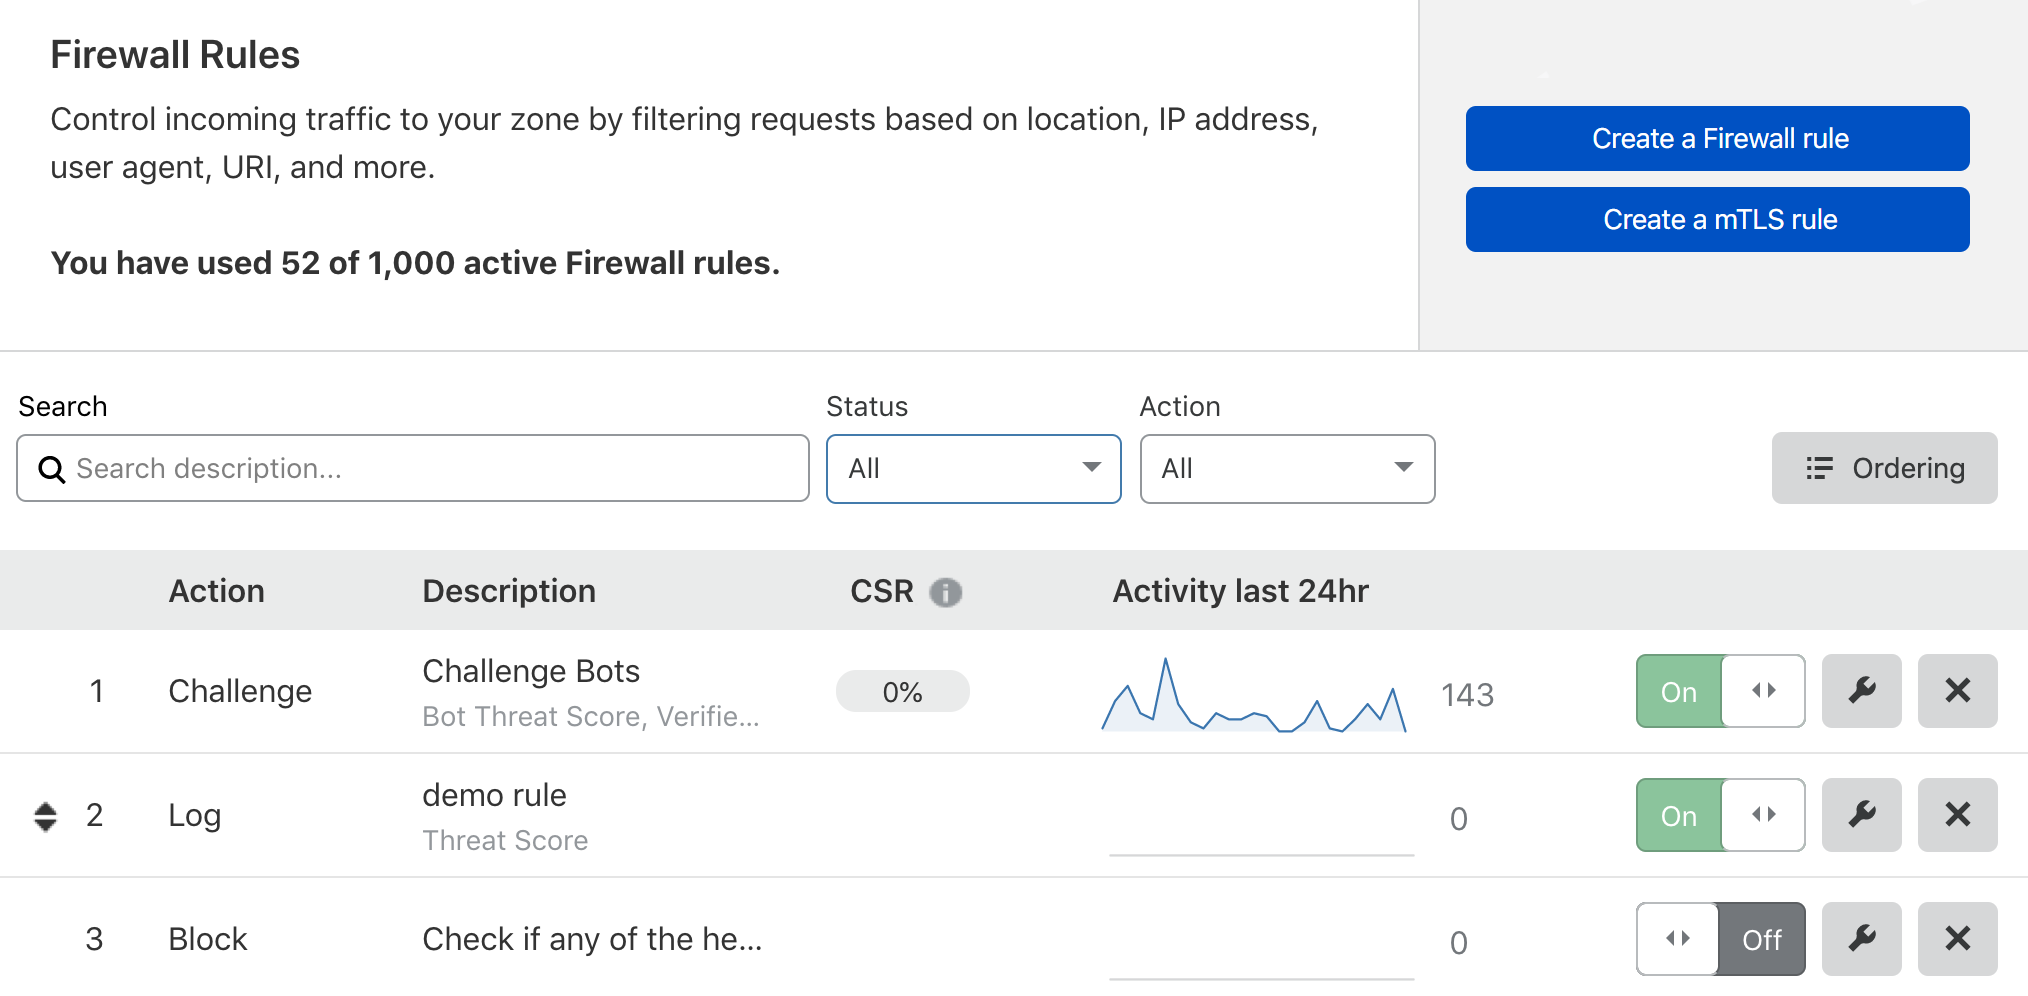 Firewall Rules
Control incoming traffic to your zone by filtering requests based on location, IP address,
user agent, URI, and more.
You have used 52 of 1,000 active Firewall rules.
Create a Firewall rule
Create a mTLS rule
Search
Status
Action
Search description...
All
All
Ordering
Action Description CSR Activity last 24hr
1 Challenge Challenge Bots 0% 143 On
Bot Threat Score, Verifie...
2 Log demo rule 0 On
Threat Score
3 Block Check if any of the he... 0 Off